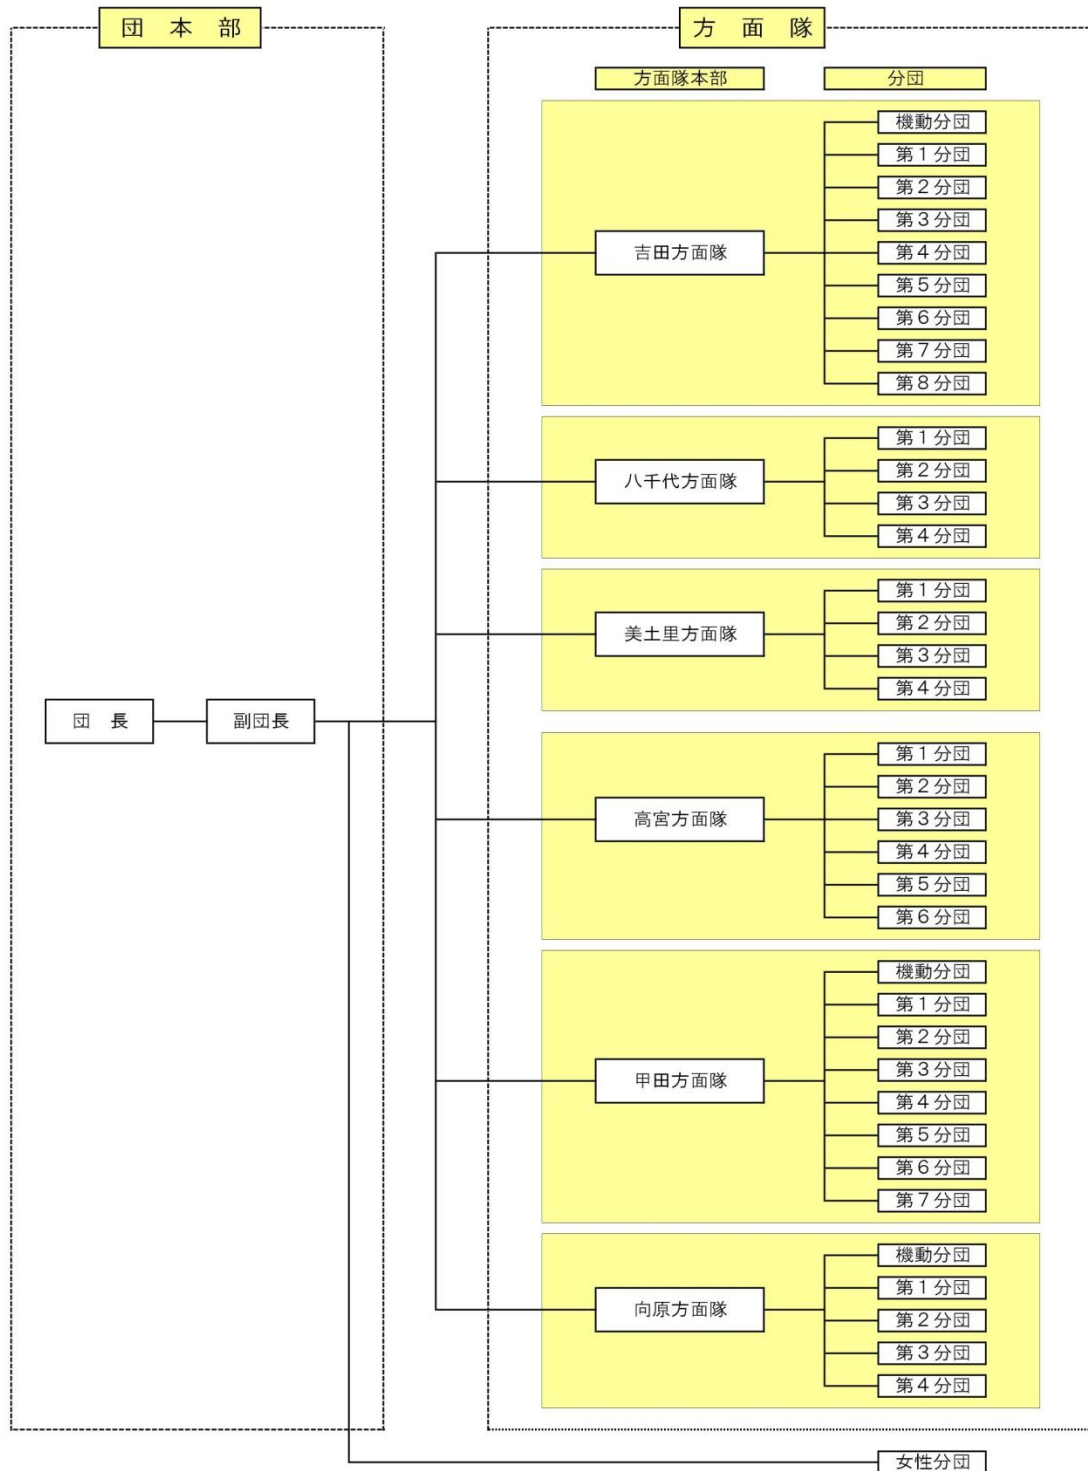 団　本　部
方　面　隊
方面隊本部
分団
機動分団
第１分団
第２分団
第３分団
吉田方面隊
第４分団
第５分団
第６分団
第７分団
第８分団
第１分団
第２分団
八千代方面隊
第３分団
第４分団
第１分団
第２分団
美土里方面隊
第３分団
第４分団
団　長
副団長
第１分団
第２分団
高宮方面隊
第３分団
第４分団
第５分団
第６分団
機動分団
第１分団
第２分団
第３分団
甲田方面隊
第４分団
第５分団
第６分団
第７分団
機動分団
第１分団
向原方面隊
第２分団
第３分団
第４分団
女性分団